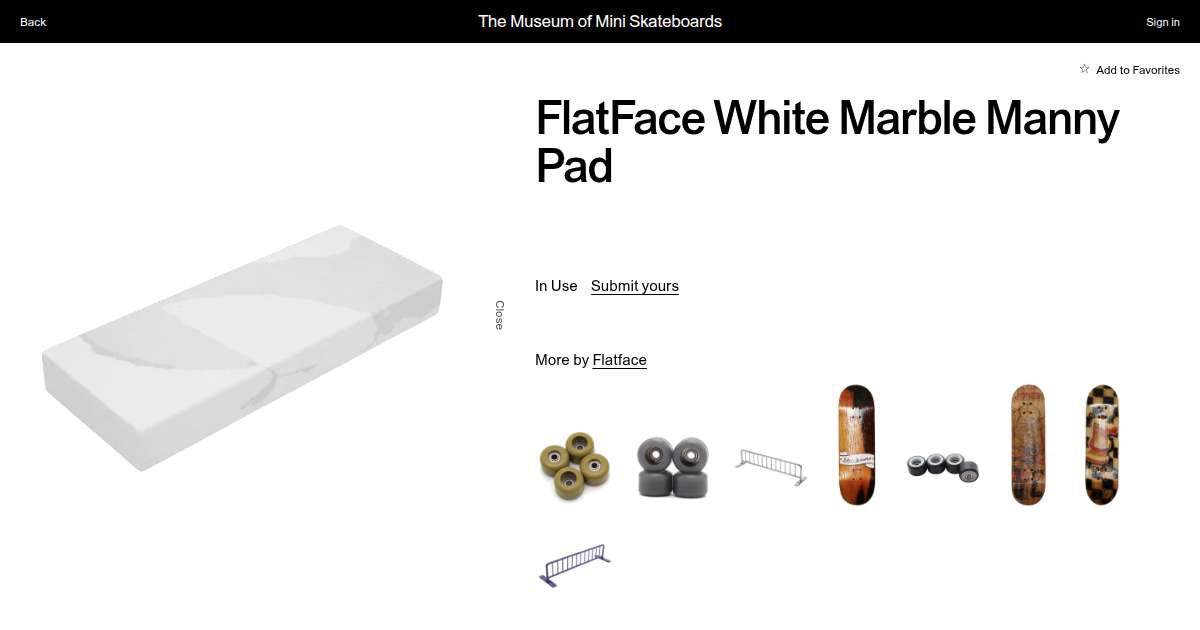 Back
The Museum of Mini Skateboards
Sign in
☆ Add to Favorites
FlatFace White Marble Manny
Pad
In Use Submit yours
Close
More by Flatface